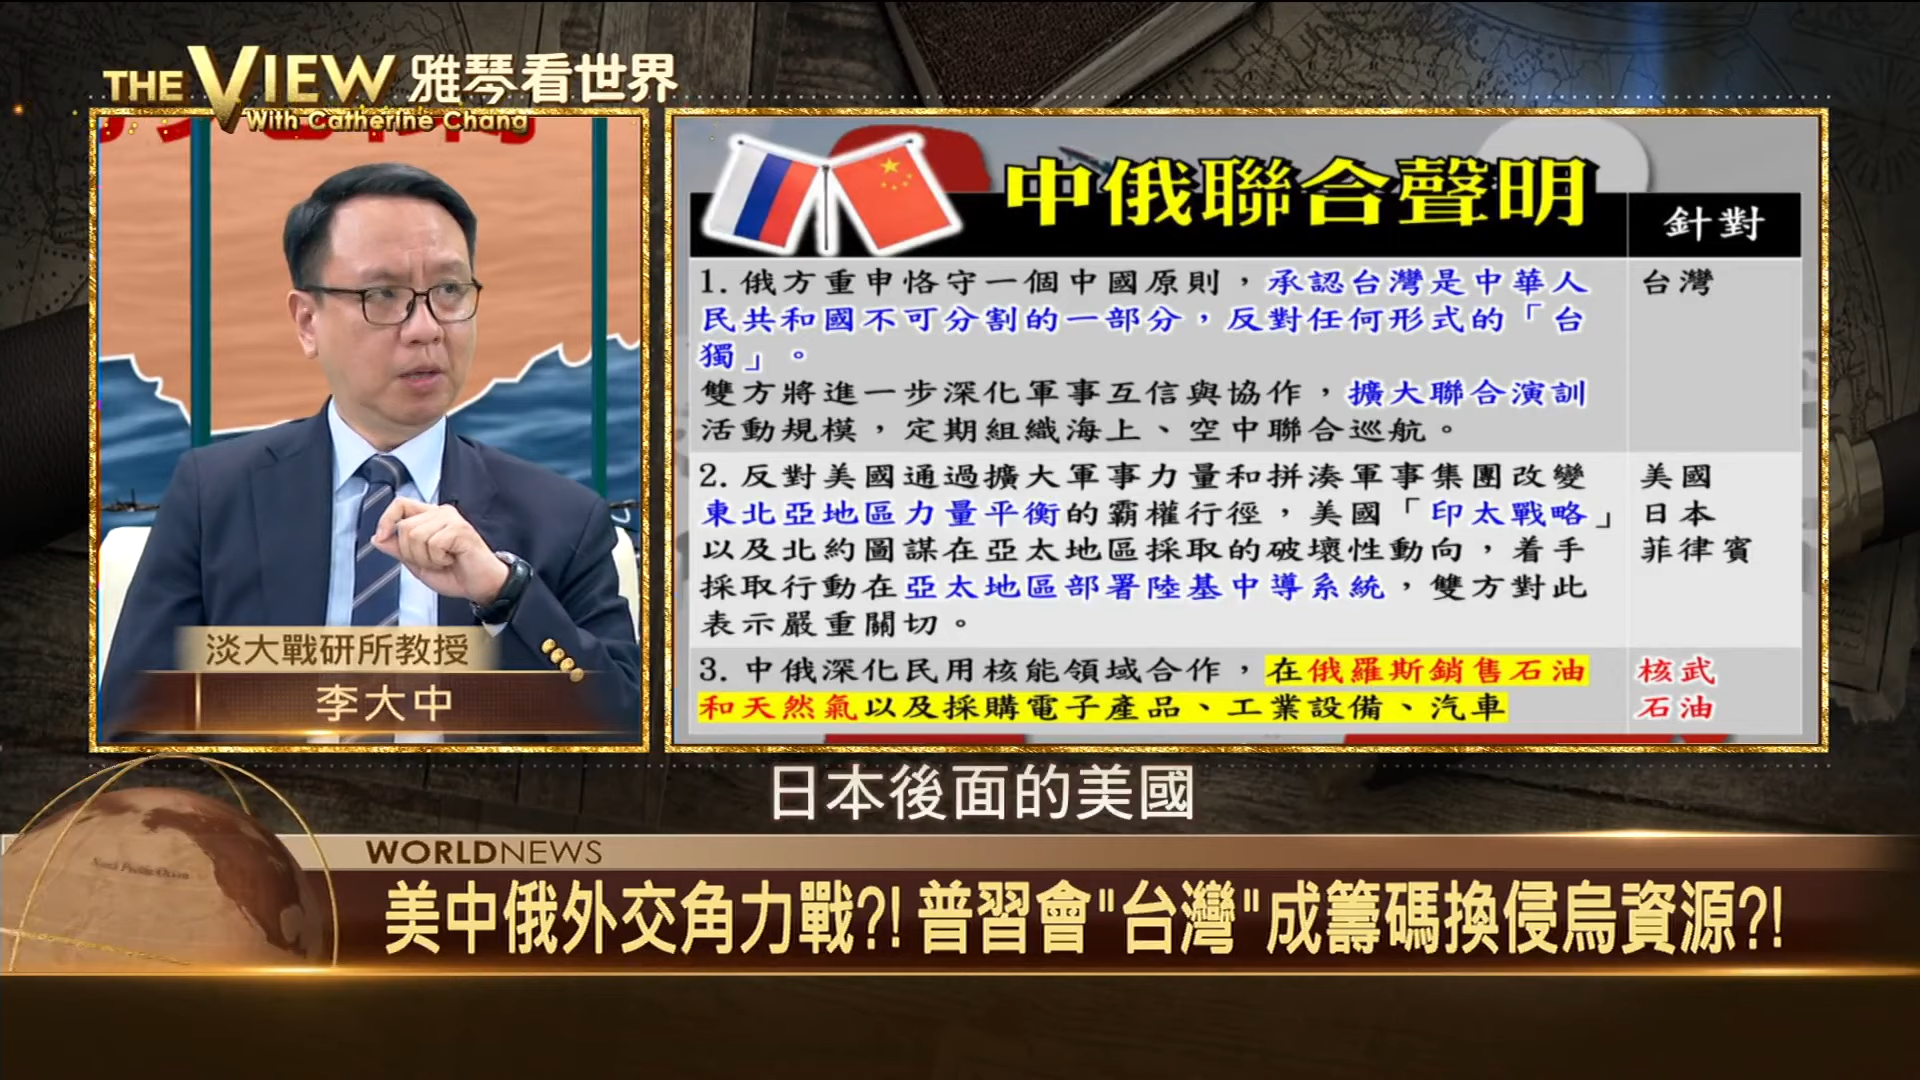 THE VIEW 雅琴看世界
With Catherine Chang
中俄聯合聲明
針對
1. 俄方重申恪守一個中國原則，承認台灣是中華人
民共和國不可分割的一部分，反對任何形式的「台
獨」。
雙方將進一步深化軍事互信與協作，擴大聯合演訓
活動規模，定期組織海上、空中聯合巡航。
台灣
2. 反對美國通過擴大軍事力量和拼湊軍事集團改變
東北亞地區力量平衡的霸權行徑，美國「印太戰略」
以及北約圖謀在亞太地區採取的破壞性動向，着手
採取行動在亞太地區部署陸基中導系統，雙方對此
表示嚴重關切。
美國
日本
菲律賓
3. 中俄深化民用核能領域合作，在俄羅斯銷售石油
和天然氣以及採購電子產品、工業設備、汽車
核武
石油
淡大戰研所教授
李大中
日本後面的美國
North Pacific Ocean
WORLDNEWS
美中俄外交角力戰?! 普習會"台灣"成籌碼換侵烏資源?!